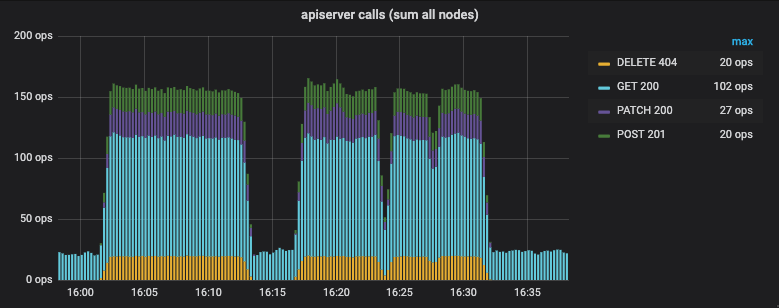 apiserver calls (sum all nodes)
200 ops
150 ops
100 ops
50 ops
0 ops
16:00 16:05 16:10 16:15 16:20 16:25 16:30 16:35
max
DELETE 404 20 ops
GET 200 102 ops
PATCH 200 27 ops
POST 201 20 ops